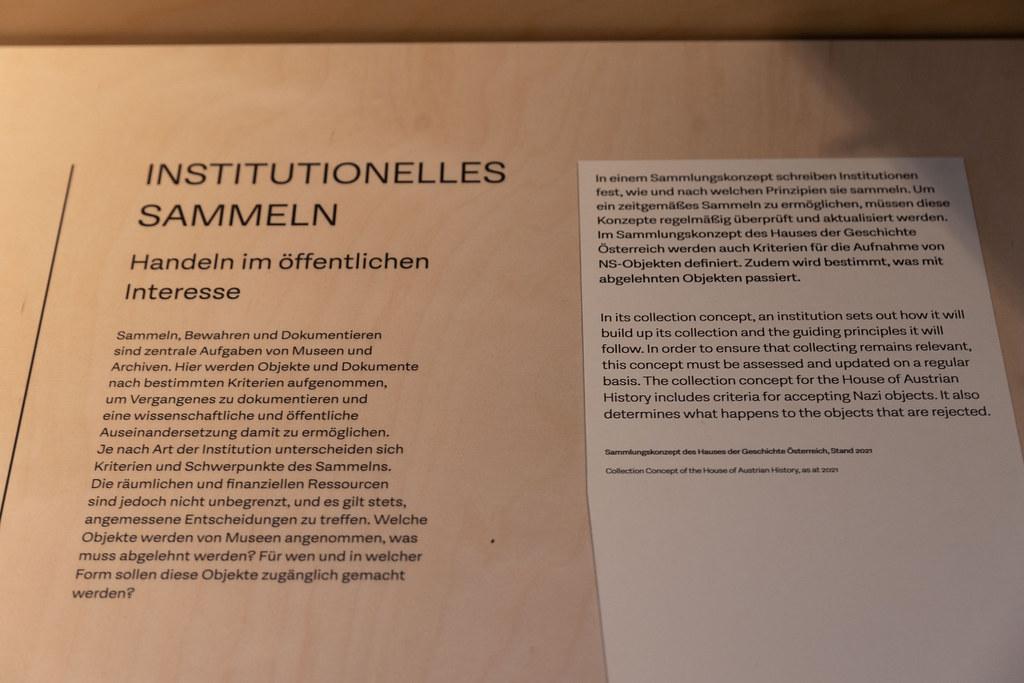 INSTITUTIONELLES
SAMMELN
Handeln im öffentlichen
Interesse
Sammeln, Bewahren und Dokumentieren
sind zentrale Aufgaben von Museen und
Archiven. Hier werden Objekte und Dokumente
nach bestimmten Kriterien aufgenommen,
um Vergangenes zu dokumentieren und
eine wissenschaftliche und öffentliche
Auseinandersetzung damit zu ermöglichen.
Je nach Art der Institution unterscheiden sich
Kriterien und Schwerpunkte des Sammelns.
Die räumlichen und finanziellen Ressourcen
sind jedoch nicht unbegrenzt, und es gilt stets,
angemessene Entscheidungen zu treffen. Welche
Objekte werden von Museen angenommen, was
muss abgelehnt werden? Für wen und in welcher
Form sollen diese Objekte zugänglich gemacht
werden?
In einem Sammlungskonzept schreiben Institutionen
fest, wie und nach welchen Prinzipien sie sammeln. Um
ein zeitgemäßes Sammeln zu ermöglichen, müssen diese
Konzepte regelmäßig überprüft und aktualisiert werden.
Im Sammlungskonzept des Hauses der Geschichte
Österreich werden auch Kriterien für die Aufnahme von
NS-Objekten definiert. Zudem wird bestimmt, was mit
abgelehnten Objekten passiert.
In its collection concept, an institution sets out how it will
build up its collection and the guiding principles it will
follow. In order to ensure that collecting remains relevant,
this concept must be assessed and updated on a regular
basis. The collection concept for the House of Austrian
History includes criteria for accepting Nazi objects. It also
determines what happens to the objects that are rejected.
Sammlungskonzept des Hauses der Geschichte Österreich, Stand 2021
Collection Concept of the House of Austrian History, as at 2021